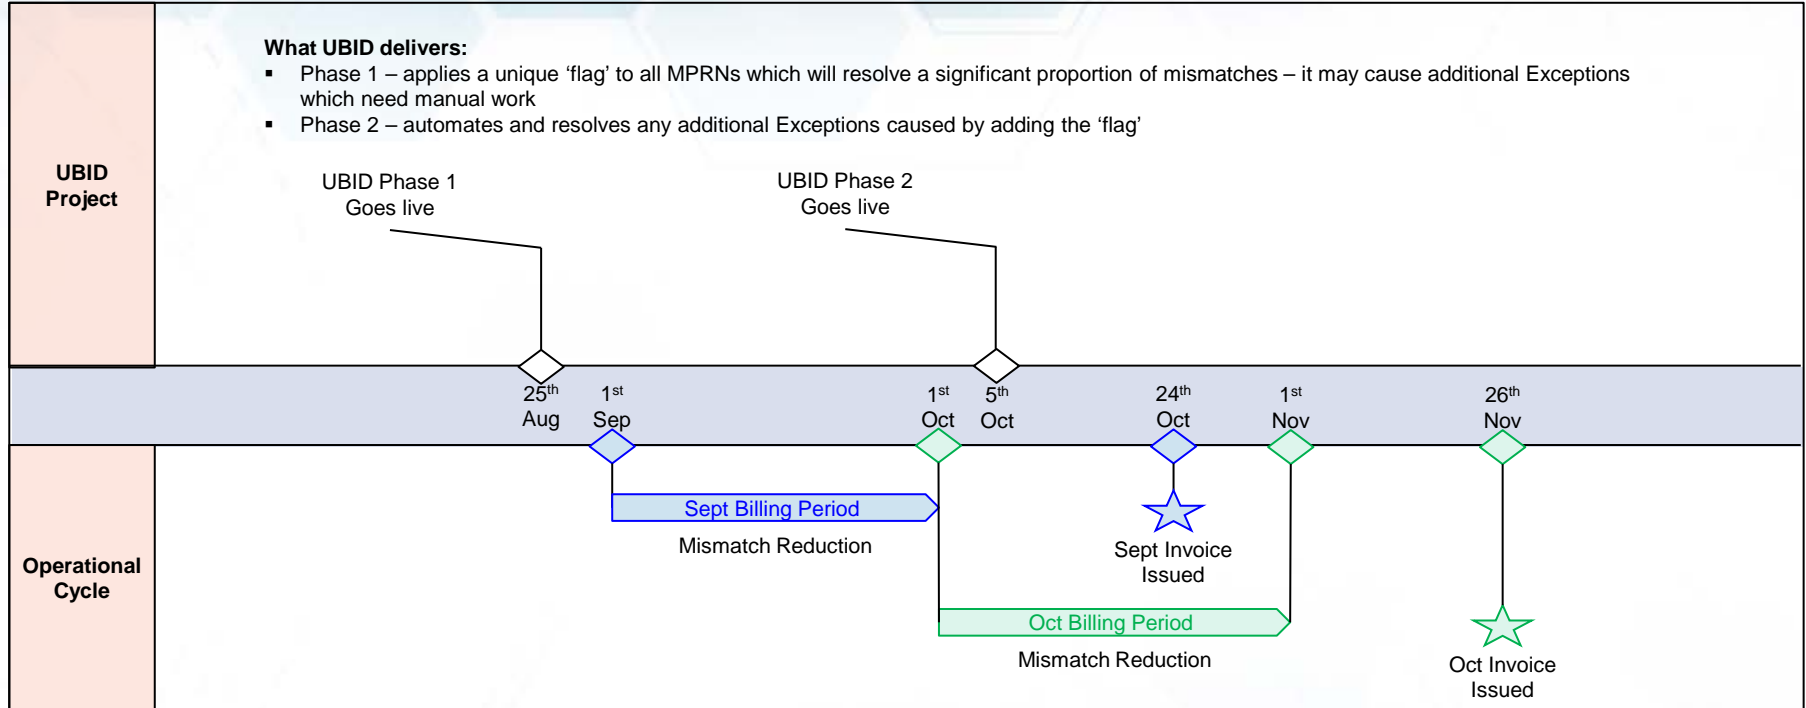 What UBID delivers:
▪ Phase 1 – applies a unique ‘flag’ to all MPRNs which will resolve a significant proportion of mismatches – it may cause additional Exceptions
which need manual work
▪ Phase 2 – automates and resolves any additional Exceptions caused by adding the ‘flag’
UBID
Project
UBID Phase 1
Goes live
UBID Phase 2
Goes live
25th
Aug
1st
Sep
1st
Oct
5th
Oct
24th
Oct
1st
Nov
26th
Nov
Operational
Cycle
Sept Billing Period
Mismatch Reduction
Sept Invoice
Issued
Oct Billing Period
Mismatch Reduction
Oct Invoice
Issued